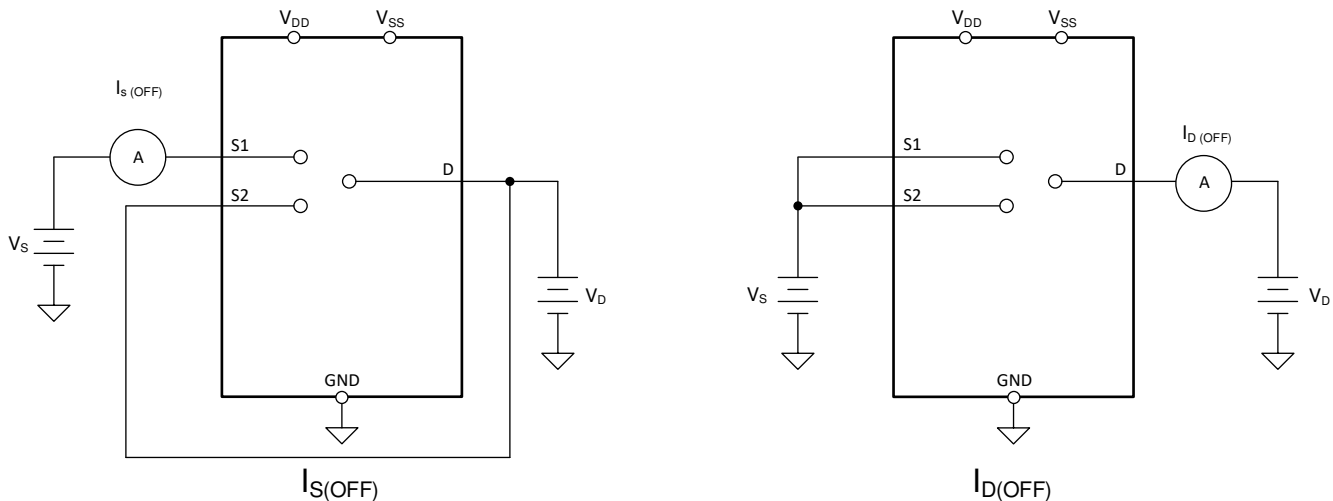 VDD VSS
Is (OFF)
A
S1
D
S2
VS
VD
GND
IS(OFF)
VDD VSS
S1
ID (OFF)
D
A
S2
VS
VD
GND
ID(OFF)